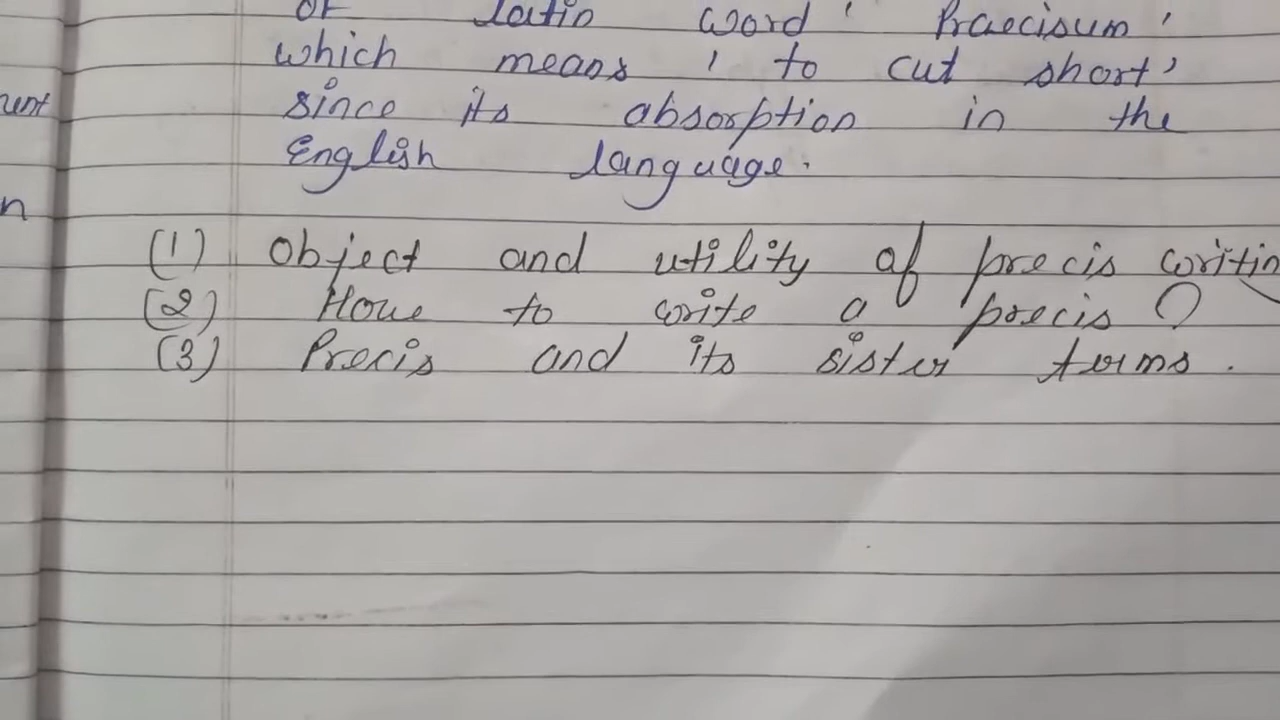 of latin word ' Praecisum '
which means ' to cut short '
since its absorption in the
English language.
(1) Object and utility of precis writin
(2) Howe to write a precis ?
(3) Precis and its sister terms .